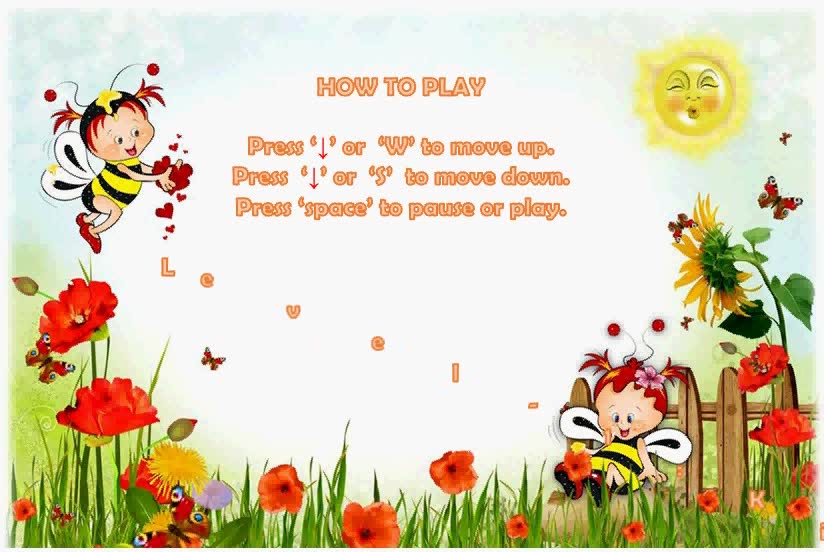 HOW TO PLAY
Press ‘↓’ or ‘W’ to move up.
Press ‘↓’ or ‘S’ to move down.
Press ‘space’ to pause or play.
L e v e l -
K